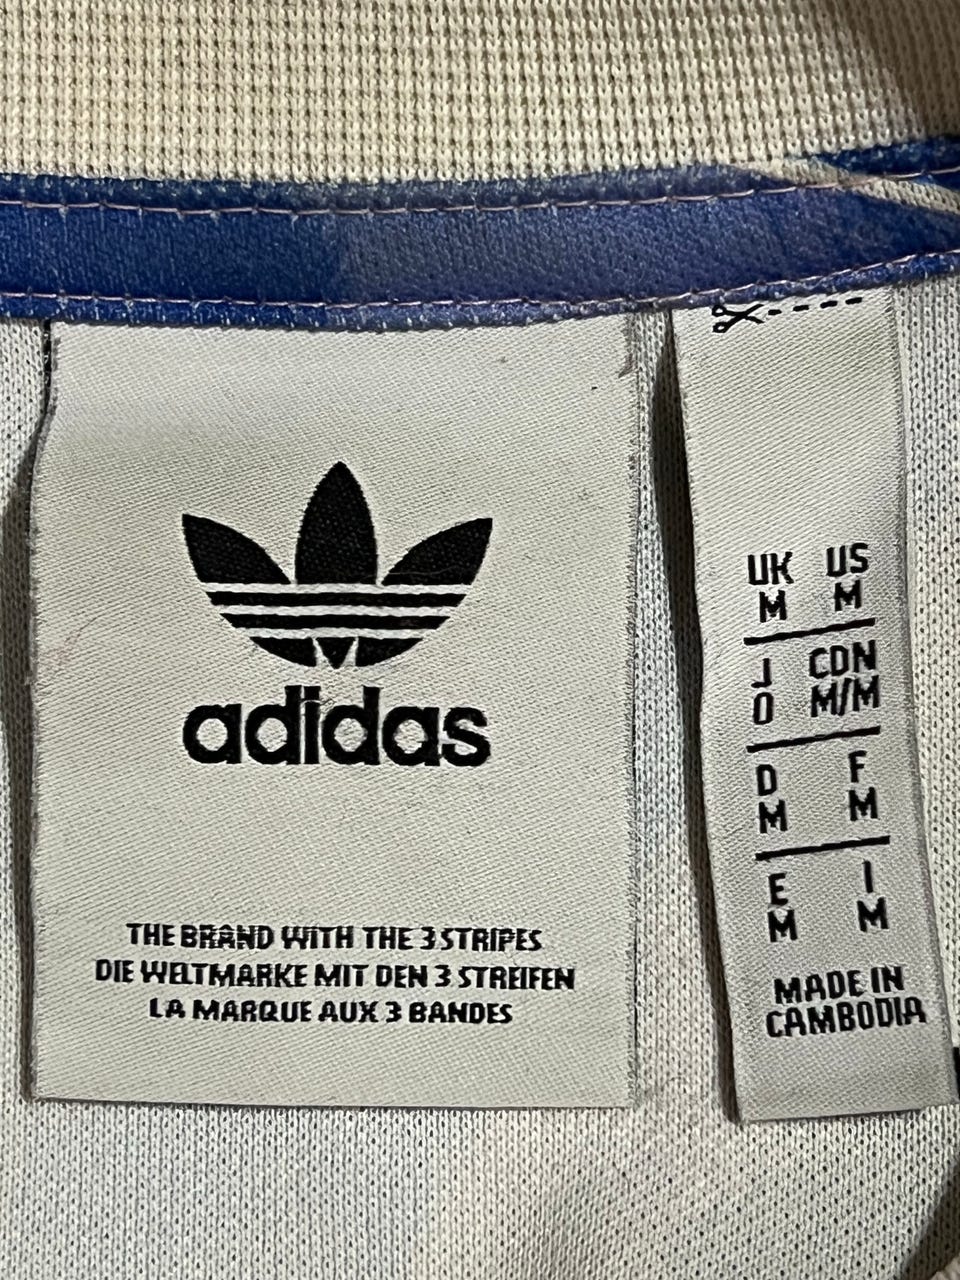 adidas
THE BRAND WITH THE 3 STRIPES
DIE WELTMARKE MIT DEN 3 STREIFEN
LA MARQUE AUX 3 BANDES
UK US
M M
J CDN
O M/M
D F
M M
E I
M M
MADE IN
CAMBODIA